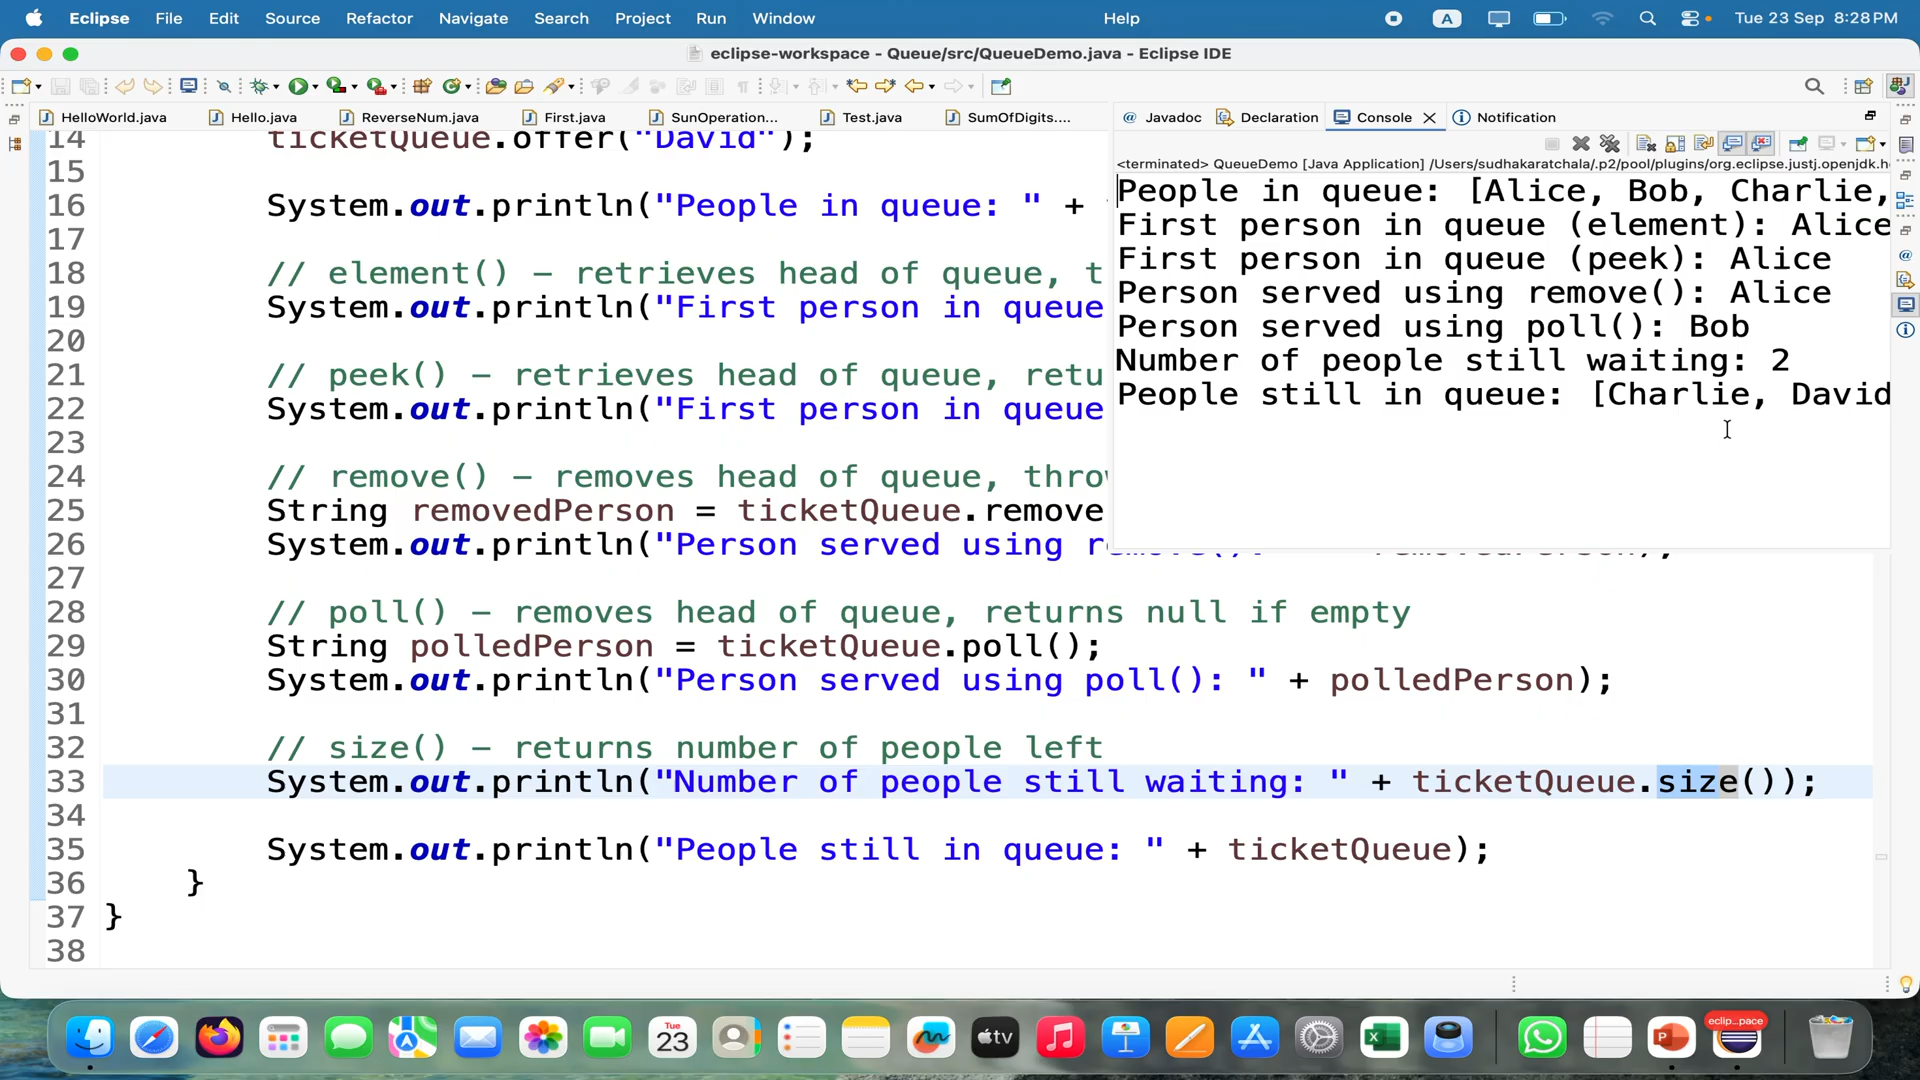 Eclipse File Edit Source Refactor Navigate Search Project Run Window Help A Tue 23 Sep 8:28 PM
eclipse-workspace - Queue/src/QueueDemo.java - Eclipse IDE
HelloWorld.java Hello.java ReverseNum.java First.java SunOperation... Test.java SumOfDigits....
@ Javadoc Declaration Console Notification
<terminated> QueueDemo [Java Application] /Users/sudhakaratchala/.p2/pool/plugins/org.eclipse.justj.openjdk.h
People in queue: [Alice, Bob, Charlie,
First person in queue (element): Alice
First person in queue (peek): Alice
Person served using remove(): Alice
Person served using poll(): Bob
Number of people still waiting: 2
People still in queue: [Charlie, David
14 ticketQueue.offer("David");
15
16 System.out.println("People in queue: " +
17
18 // element() – retrieves head of queue, t
19 System.out.println("First person in queue
20
21 // peek() – retrieves head of queue, retu
22 System.out.println("First person in queue
23
24 // remove() – removes head of queue, throw
25 String removedPerson = ticketQueue.remove
26 System.out.println("Person served using remove(): " + removedPerson);
27
28 // poll() – removes head of queue, returns null if empty
29 String polledPerson = ticketQueue.poll();
30 System.out.println("Person served using poll(): " + polledPerson);
31
32 // size() – returns number of people left
33 System.out.println("Number of people still waiting: " + ticketQueue.size());
34
35 System.out.println("People still in queue: " + ticketQueue);
36 }
37 }
38
eclip...pace
Tue
23
tv